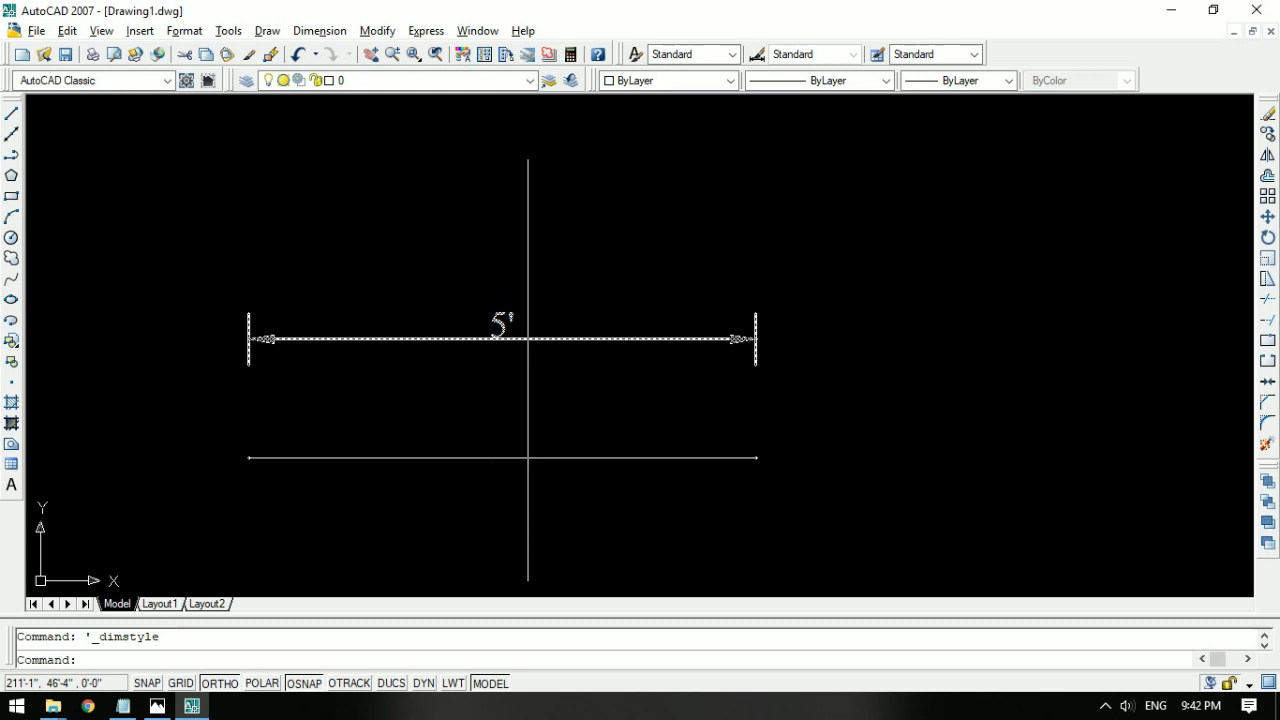 AutoCAD 2007 - [Drawing1.dwg]
File Edit View Insert Format Tools Draw Dimension Modify Express Window Help
Standard Standard Standard
AutoCAD Classic 0 ByLayer ByLayer ByLayer ByColor
5'
A
Y
X
Model Layout1 Layout2
Command: '_dimstyle
Command:
211'-1", 46'-4" , 0'-0" SNAP GRID ORTHO POLAR OSNAP OTRACK DUCS DYN LWT MODEL
ENG 9:42 PM